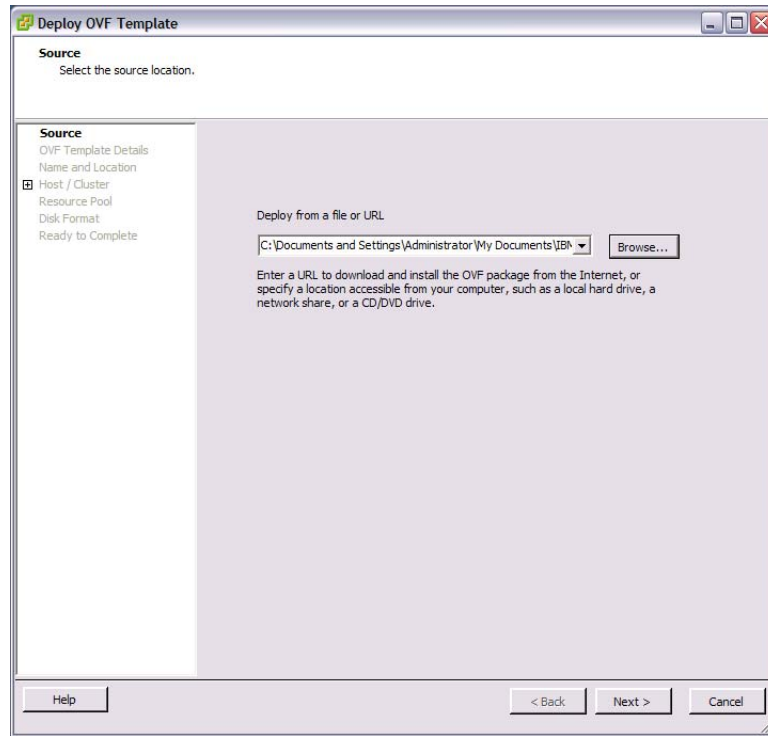 Deploy OVF Template
Source
Select the source location.
Source
OVF Template Details
Name and Location
Host / Cluster
Resource Pool
Disk Format
Ready to Complete
Deploy from a file or URL
C:\Documents and Settings\Administrator\My Documents\IBM
Browse...
Enter a URL to download and install the OVF package from the Internet, or
specify a location accessible from your computer, such as a local hard drive, a
network share, or a CD/DVD drive.
Help
< Back
Next >
Cancel